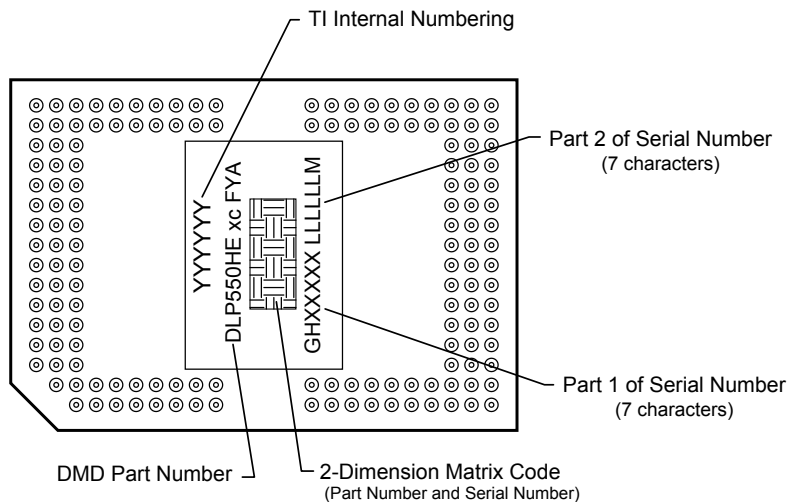 TI Internal Numbering
Part 2 of Serial Number
(7 characters)
YYYYYYY
DLP550HE xc FYA
GHXXXXX LLLLLLM
Part 1 of Serial Number
(7 characters)
DMD Part Number
2-Dimension Matrix Code
(Part Number and Serial Number)